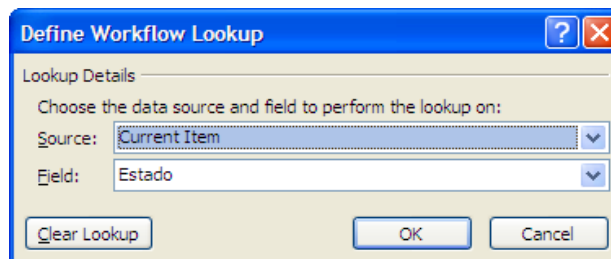 Define Workflow Lookup
Lookup Details
Choose the data source and field to perform the lookup on:
Source: Current Item
Field: Estado
Clear Lookup OK Cancel